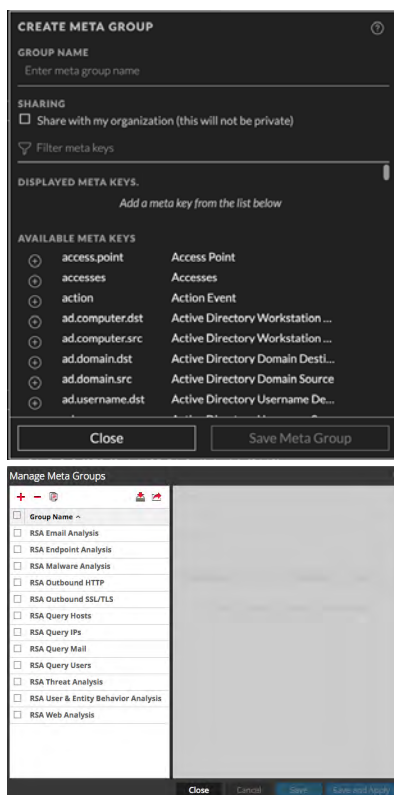 CREATE META GROUP
GROUP NAME
Enter meta group name
SHARING
Share with my organization (this will not be private)
Filter meta keys
DISPLAYED META KEYS.
Add a meta key from the list below
AVAILABLE META KEYS
access.point Access Point
accesses Accesses
action Action Event
ad.computer.dst Active Directory Workstation ...
ad.computer.src Active Directory Workstation ...
ad.domain.dst Active Directory Domain Desti...
ad.domain.src Active Directory Domain Source
ad.username.dst Active Directory Username De...
Close Save Meta Group
Manage Meta Groups
Group Name
RSA Email Analysis
RSA Endpoint Analysis
RSA Malware Analysis
RSA Outbound HTTP
RSA Outbound SSL/TLS
RSA Query Hosts
RSA Query IPs
RSA Query Mail
RSA Query Users
RSA Threat Analysis
RSA User & Entity Behavior Analysis
RSA Web Analysis
Close Cancel Save Save and Apply